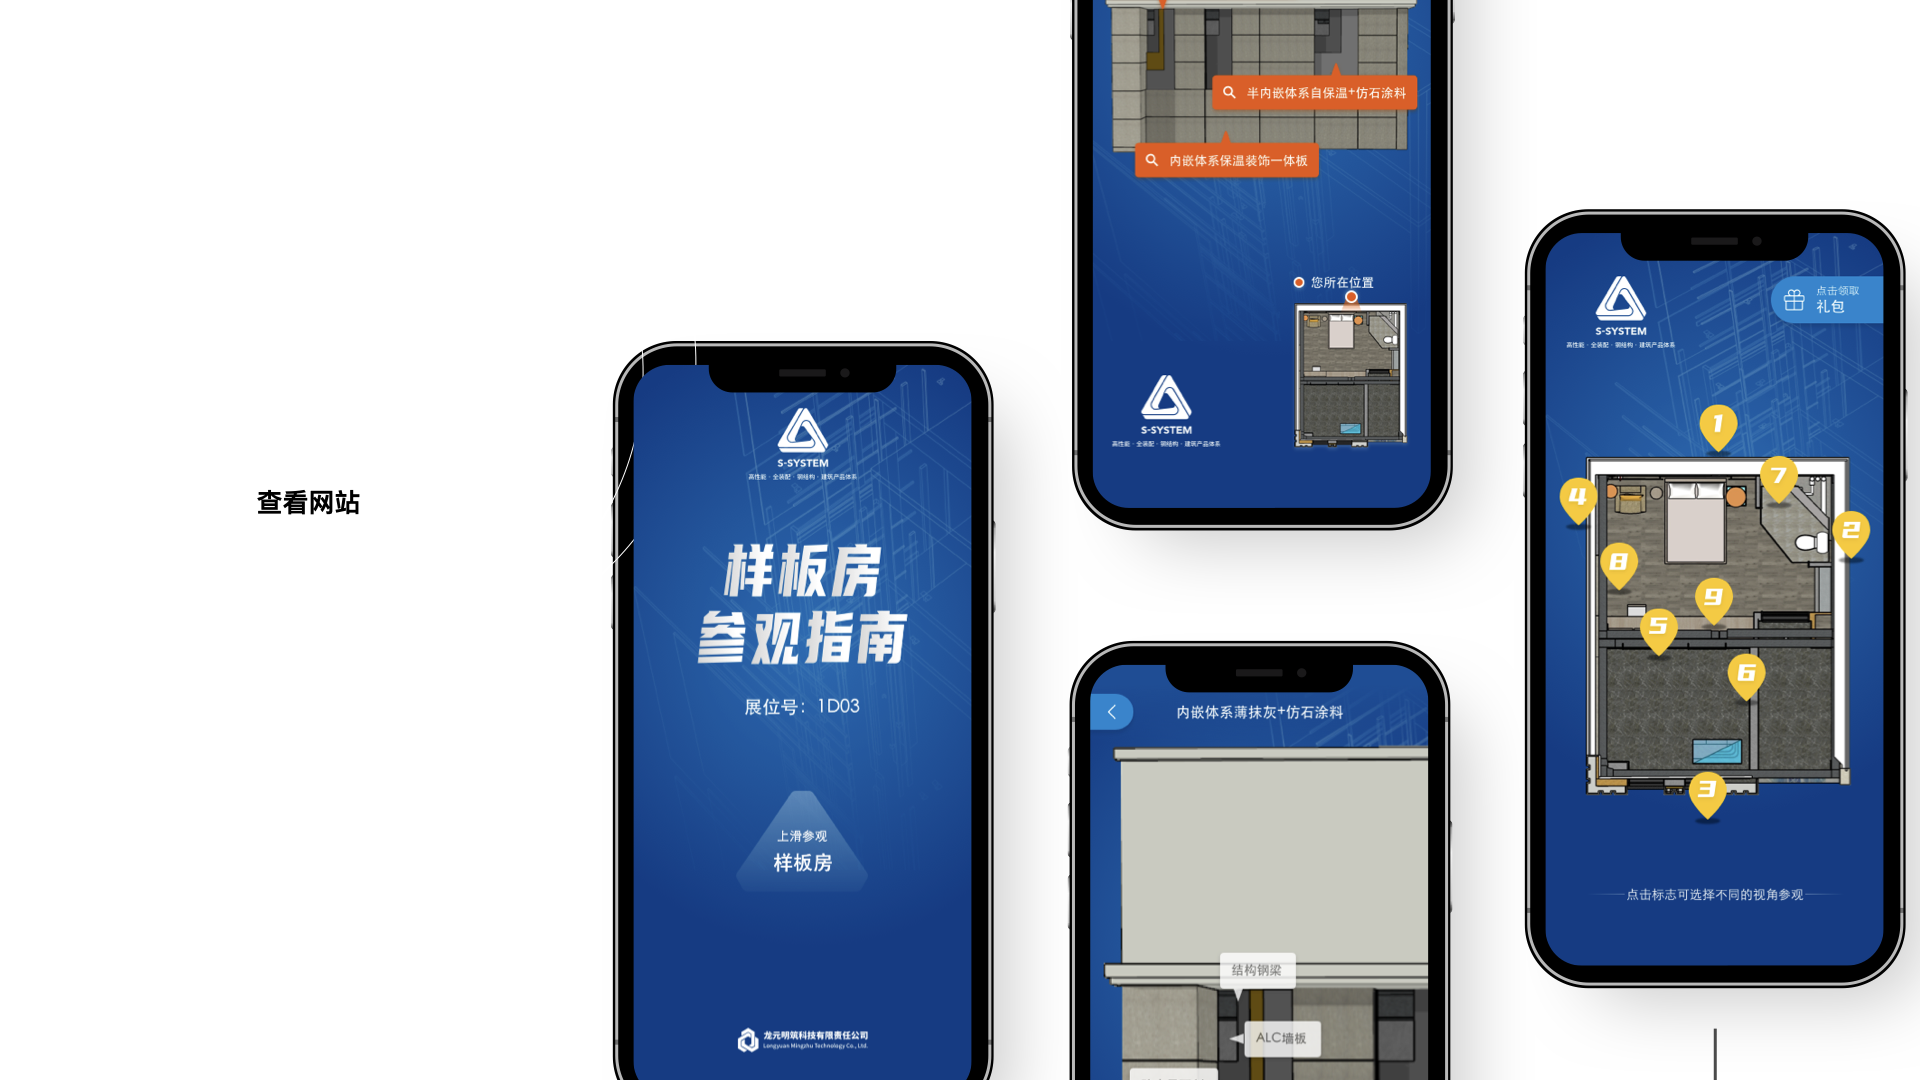 查看网站
S-SYSTEM
高性能 · 全装配 · 钢结构 · 建筑产品体系
样板房
参观指南
展位号：1D03
上滑参观
样板房
龙元明筑科技有限责任公司
Longyuan Mingzhu Technology Co., Ltd.
半内嵌体系自保温+仿石涂料
内嵌体系保温装饰一体板
您所在位置
S-SYSTEM
高性能 · 全装配 · 钢结构 · 建筑产品体系
内嵌体系薄抹灰+仿石涂料
结构钢梁
ALC墙板
S-SYSTEM
高性能 · 全装配 · 钢结构 · 建筑产品体系
点击领取
礼包
1
7
4
2
8
9
5
6
3
点击标志可选择不同的视角参观